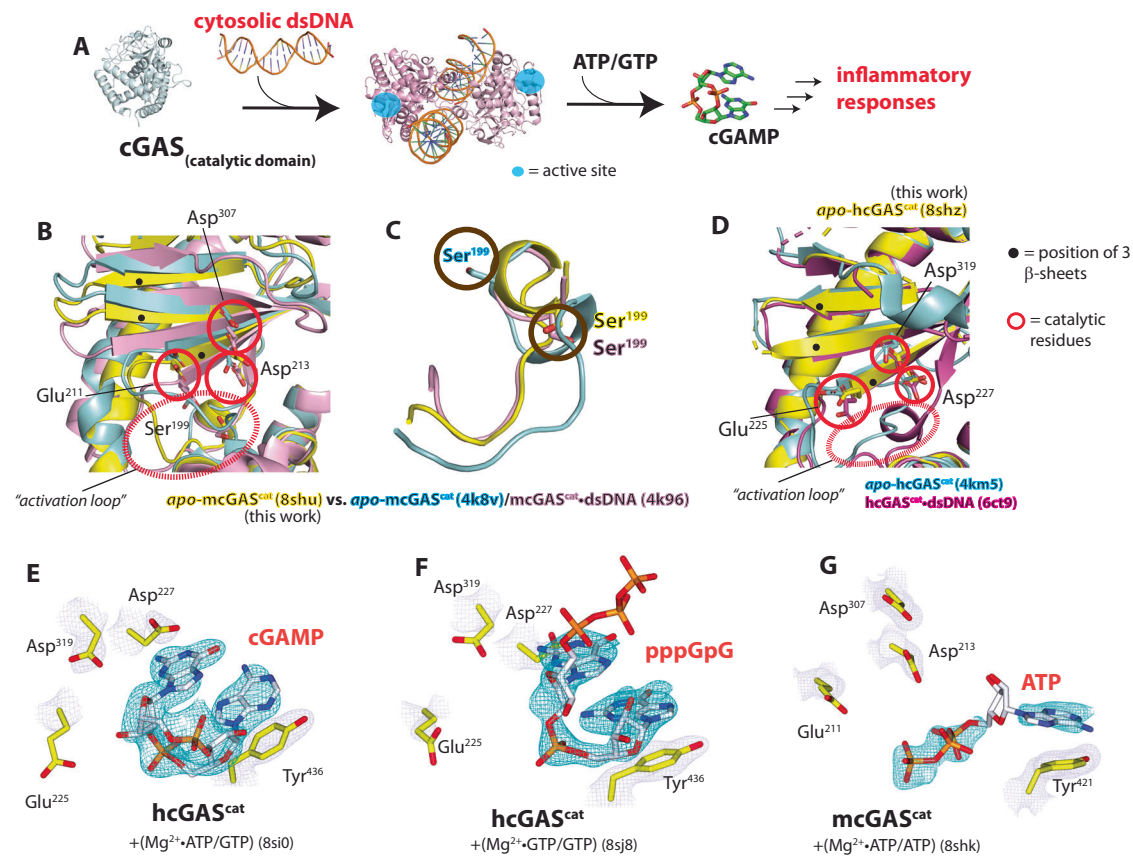 A
cytosolic dsDNA
cGAS(catalytic domain)
ATP/GTP
cGAMP
inflammatory
responses
= active site
B
Asp307
Asp213
Glu211
Ser199
"activation loop"
C
Ser199
Ser199
Ser199
apo-mcGAScat (8shu) vs. apo-mcGAScat (4k8v)/mcGAScat•dsDNA (4k96)
(this work)
(this work)
apo-hcGAScat (8shz)
D
Asp319
Asp227
Glu225
"activation loop"
apo-hcGAScat (4km5)
hcGAScat•dsDNA (6ct9)
= position of 3
β-sheets
= catalytic
residues
E
Asp227
Asp319
cGAMP
Glu225
Tyr436
hcGAScat
+(Mg2+•ATP/GTP) (8si0)
F
Asp319
Asp227
pppGpG
Glu225
Tyr436
hcGAScat
+(Mg2+•GTP/GTP) (8sj8)
G
Asp307
Asp213
ATP
Glu211
Tyr421
mcGAScat
+(Mg2+•ATP/ATP) (8shk)